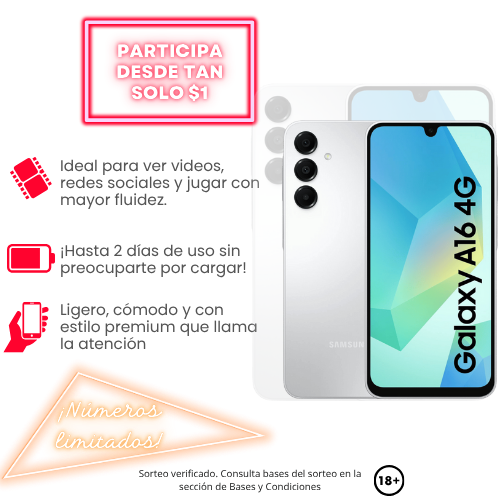 PARTICIPA
DESDE TAN
SOLO $1
Ideal para ver videos,
redes sociales y jugar con
mayor fluidez.
¡Hasta 2 días de uso sin
preocuparte por cargar!
Ligero, cómodo y con
estilo premium que llama
la atención
SAMSUNG
Galaxy A16 4G
¡Números
limitados!
Sorteo verificado. Consulta bases del sorteo en la
sección de Bases y Condiciones
18+